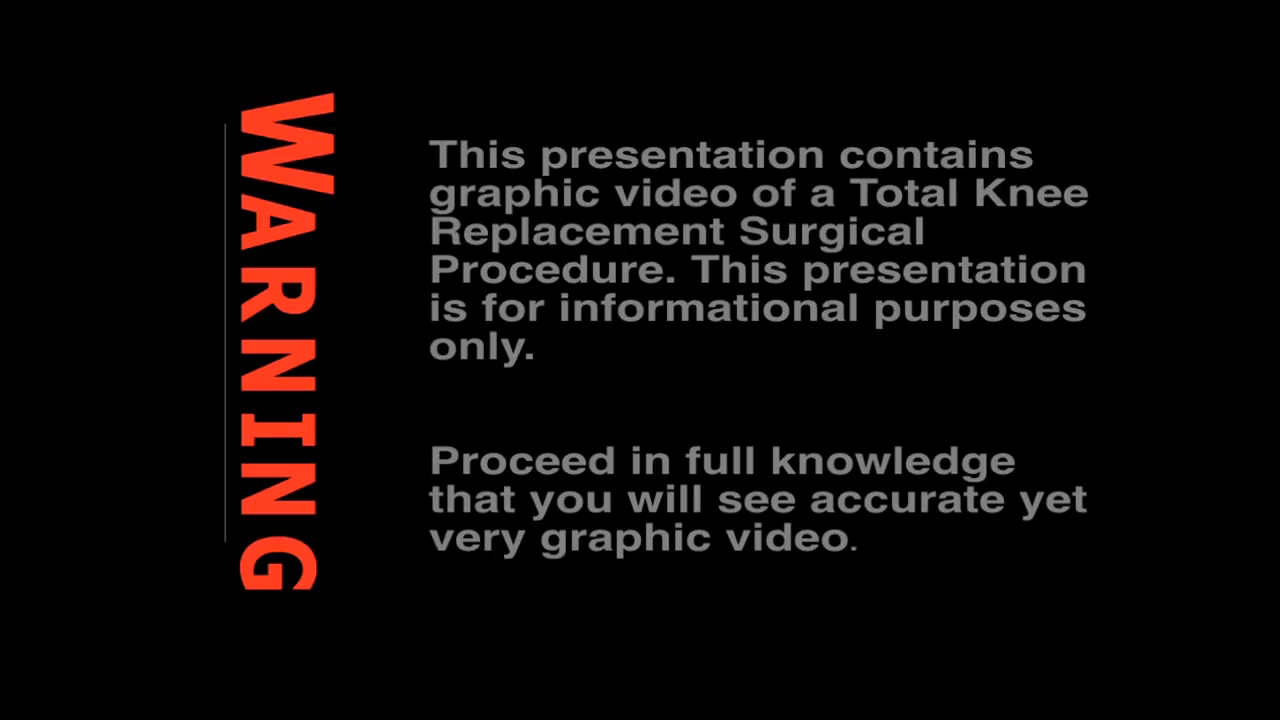 WARNING
This presentation contains
graphic video of a Total Knee
Replacement Surgical
Procedure. This presentation
is for informational purposes
only.
Proceed in full knowledge
that you will see accurate yet
very graphic video.